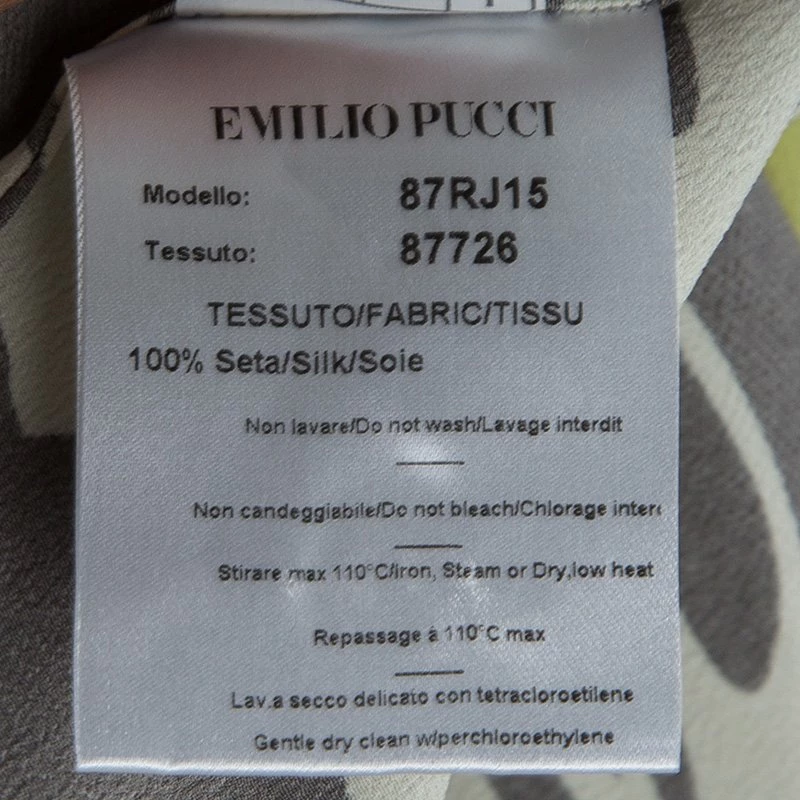 EMILIO PUCCI
Modello: 87RJ15
Tessuto: 87726
TESSUTO/FABRIC/TISSU
100% Seta/Silk/Soie
Non lavare/Do not wash/Lavage interdit
Non candeggiabile/Do not bleach/Chlorage inter
Stirare max 110°C/Iron, Steam or Dry,low heat
Repassage à 110°C max
Lav.a secco delicato con tetracloroetilene
Gentle dry clean w/perchloroethylene